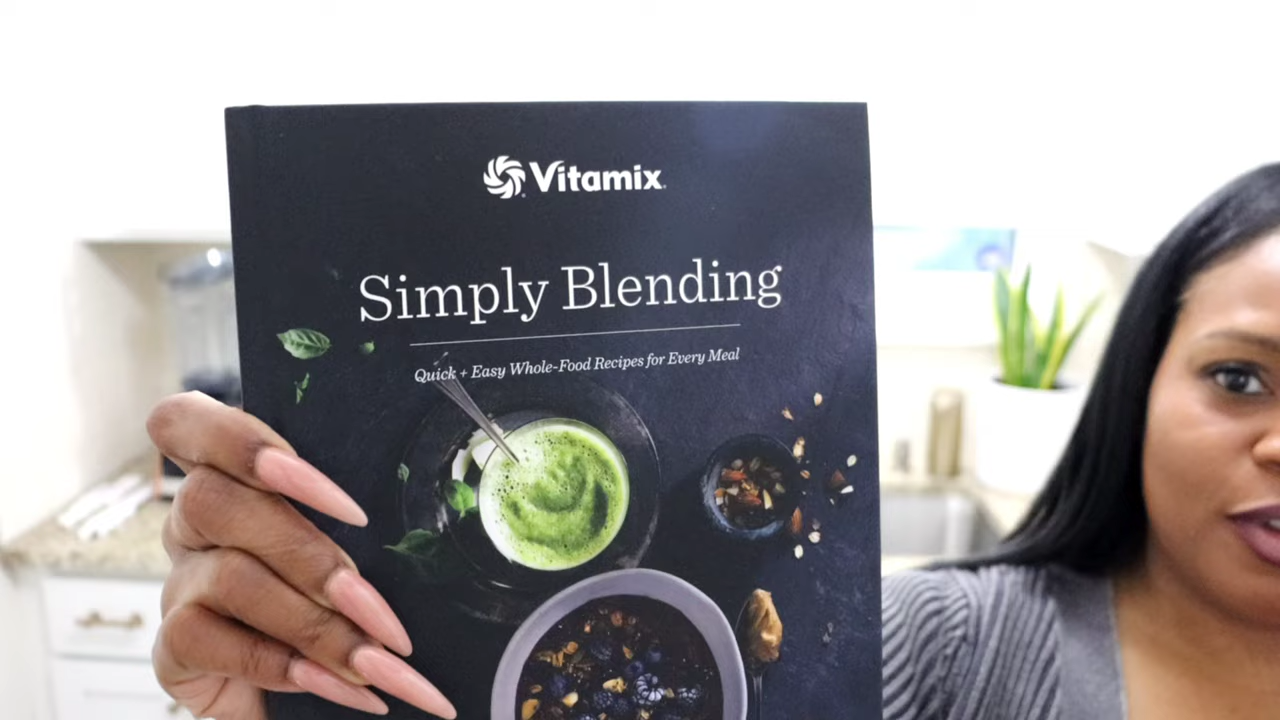 Vitamix
Simply Blending
Quick + Easy Whole-Food Recipes for Every Meal